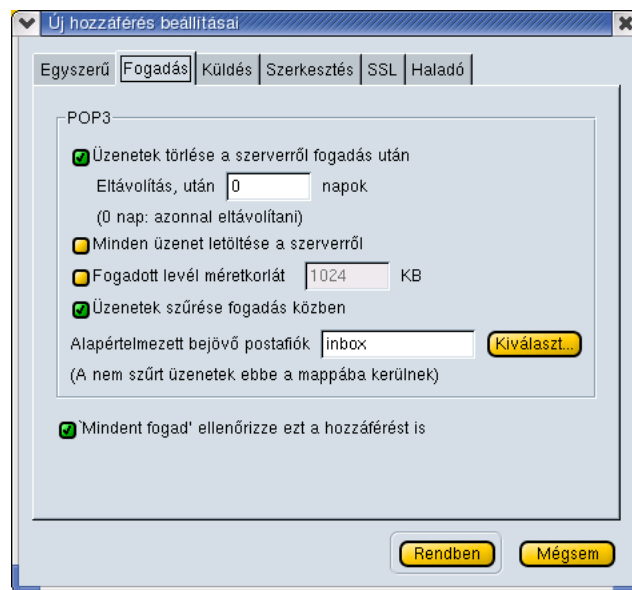 Új hozzáférés beállításai
Egyszerű Fogadás Küldés Szerkesztés SSL Haladó
POP3
Üzenetek törlése a szerverről fogadás után
Eltávolítás, után 0 napok
(0 nap: azonnal eltávolítani)
Minden üzenet letöltése a szerverről
Fogadott levél méretkorlát 1024 KB
Üzenetek szűrése fogadás közben
Alapértelmezett bejövő postafiók inbox Kiválaszt...
(A nem szűrt üzenetek ebbe a mappába kerülnek)
`Mindent fogad' ellenőrizze ezt a hozzáférést is
Rendben Mégsem